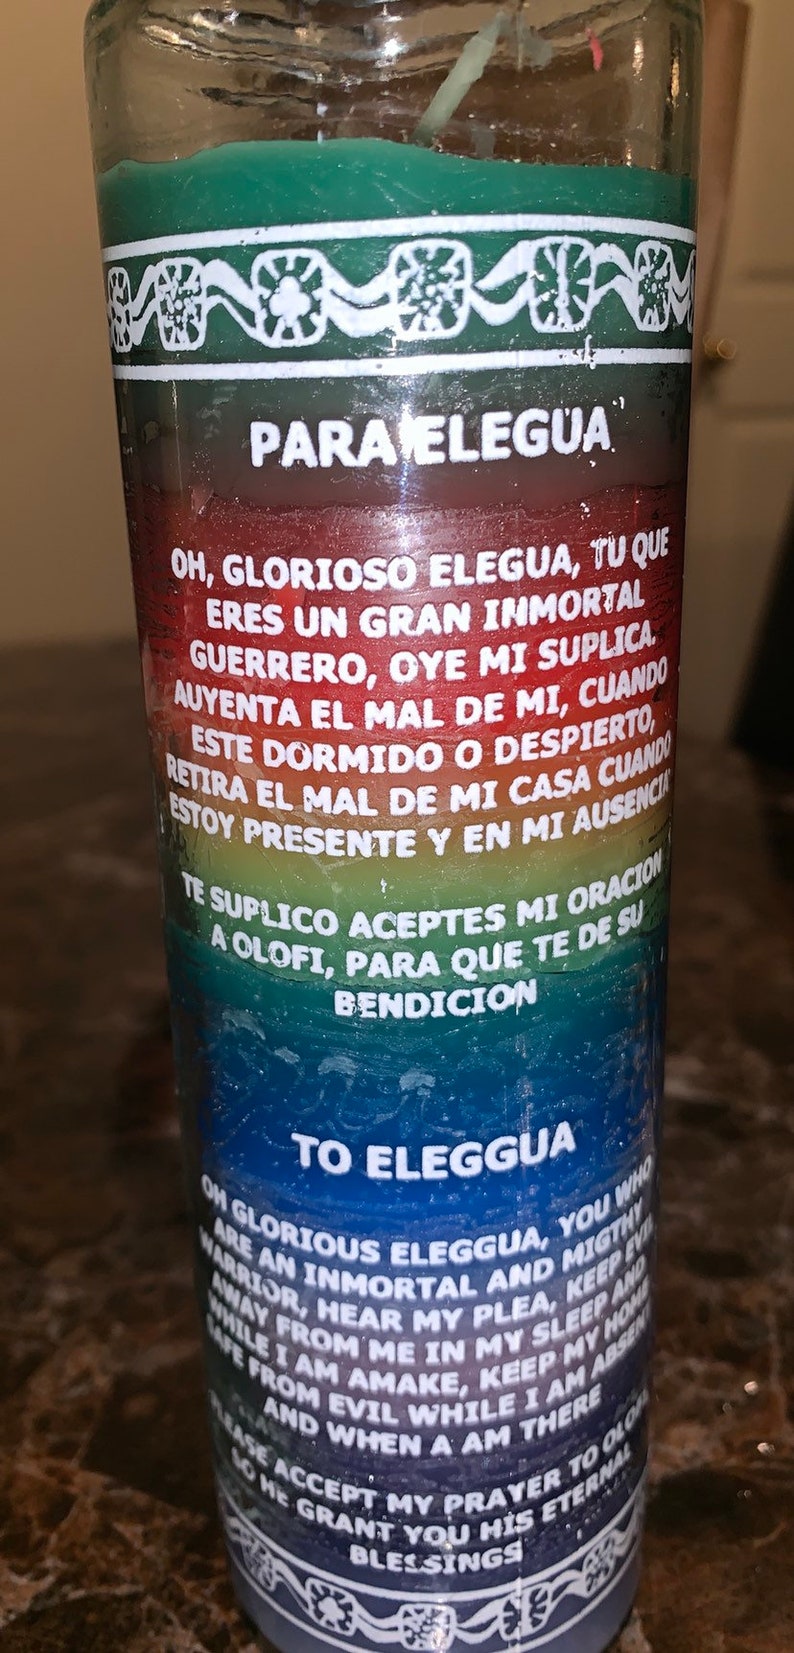 PARA ELEGUA
OH, GLORIOSO ELEGUA, TU QUE
ERES UN GRAN INMORTAL
GUERRERO, OYE MI SUPLICA.
AUYENTA EL MAL DE MI, CUANDO
ESTE DORMIDO O DESPIERTO,
RETIRA EL MAL DE MI CASA CUANDO
ESTOY PRESENTE Y EN MI AUSENCIA
TE SUPLICO ACEPTES MI ORACION
A OLOFI, PARA QUE TE DE SU
BENDICION
TO ELEGGUA
OH GLORIOUS ELEGGUA, YOU WHO
ARE AN INMORTAL AND MIGTHY
WARRIOR, HEAR MY PLEA, KEEP EVIL
AWAY FROM ME IN MY SLEEP AND
WHILE I AM AMAKE, KEEP MY HOME
SAFE FROM EVIL WHILE I AM ABSENT
AND WHEN A AM THERE
PLEASE ACCEPT MY PRAYER TO
SO HE GRANT YOU HIS ETERNAL
BLESSINGS